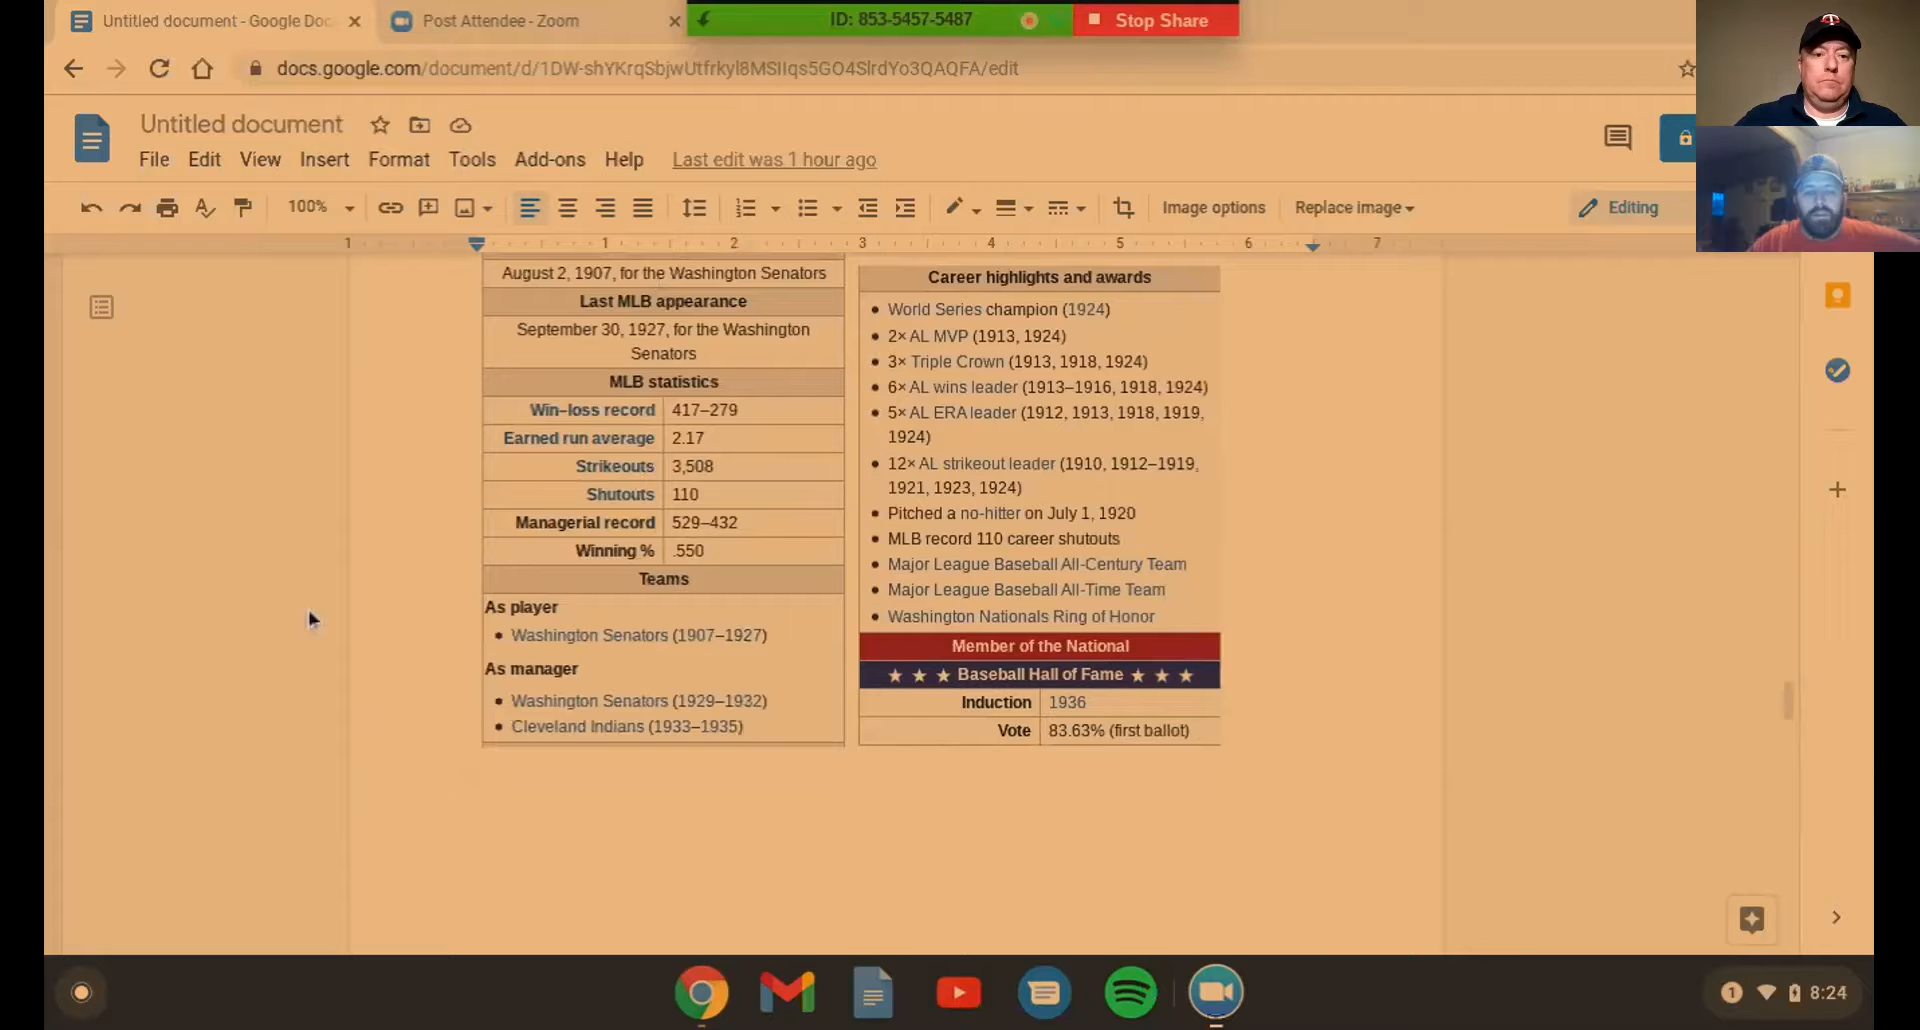 Untitled document - Google Doc
Post Attendee - Zoom
ID: 853-5457-5487
Stop Share
Untitled document
File Edit View Insert Format Tools Add-ons Help Last edit was 1 hour ago
100%
Image options
Replace image
Editing
1 1 2 3 4 5 6 7
August 2, 1907, for the Washington Senators
Last MLB appearance
September 30, 1927, for the Washington
Senators
MLB statistics
Win–loss record 417–279
Earned run average 2.17
Strikeouts 3,508
Shutouts 110
Managerial record 529–432
Winning % .550
Teams
As player
• Washington Senators (1907–1927)
As manager
• Washington Senators (1929–1932)
• Cleveland Indians (1933–1935)
Career highlights and awards
• World Series champion (1924)
• 2× AL MVP (1913, 1924)
• 3× Triple Crown (1913, 1918, 1924)
• 6× AL wins leader (1913–1916, 1918, 1924)
• 5× AL ERA leader (1912, 1913, 1918, 1919,
1924)
• 12× AL strikeout leader (1910, 1912–1919,
1921, 1923, 1924)
• Pitched a no-hitter on July 1, 1920
• MLB record 110 career shutouts
• Major League Baseball All-Century Team
• Major League Baseball All-Time Team
• Washington Nationals Ring of Honor
Member of the National
★ ★ ★ Baseball Hall of Fame ★ ★ ★
Induction 1936
Vote 83.63% (first ballot)
1 8:24